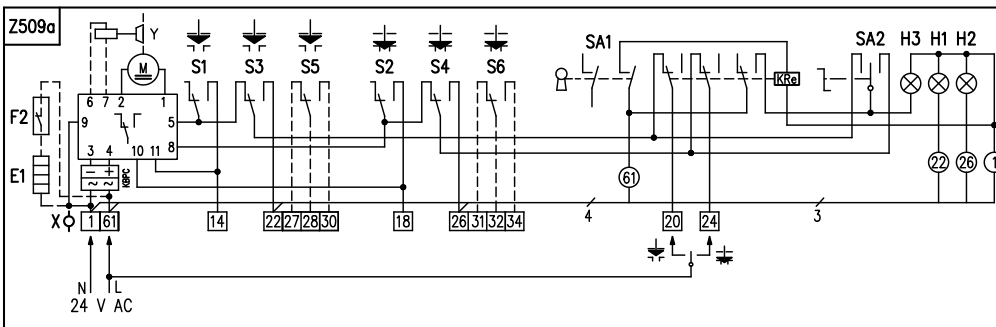 Z509a
Y
M
S1 S3 S5 S2 S4 S6
SA1 SA2 H3 H1 H2
KRe
F2
6 7 2 1
9 5
8
3 4 10 11
E1
− +
~ ~
KBPC
61
22 26 1
X
1 61 14 22 27 28 30 18 26 31 32 34 4 20 24 3
N L
24 V AC